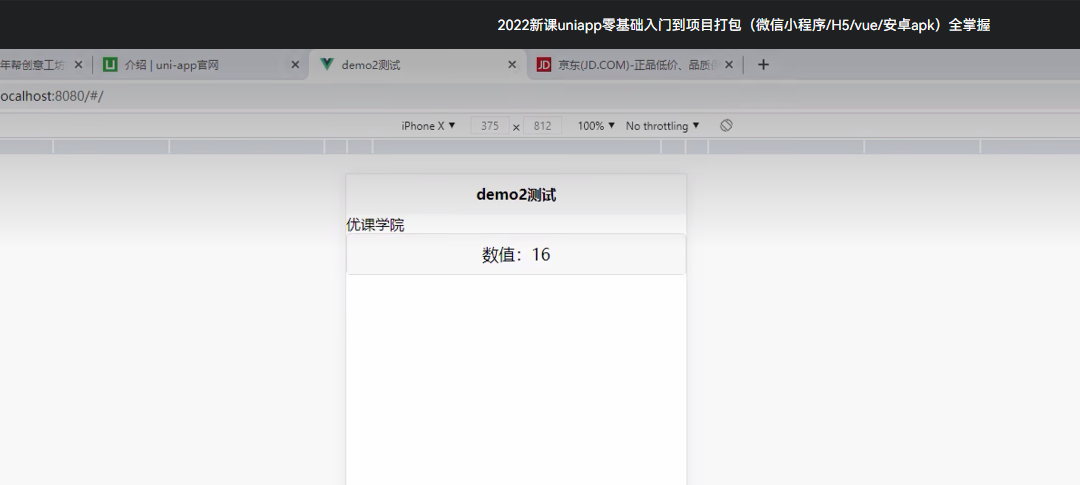 2022新课uniapp零基础入门到项目打包（微信小程序/H5/vue/安卓apk）全掌握
年帮创意工坊 介绍 | uni-app官网 demo2测试 京东(JD.COM)-正品低价、品质
ocalhost:8080/#/
iPhone X 375 × 812 100% No throttling
demo2测试
优课学院
数值：16